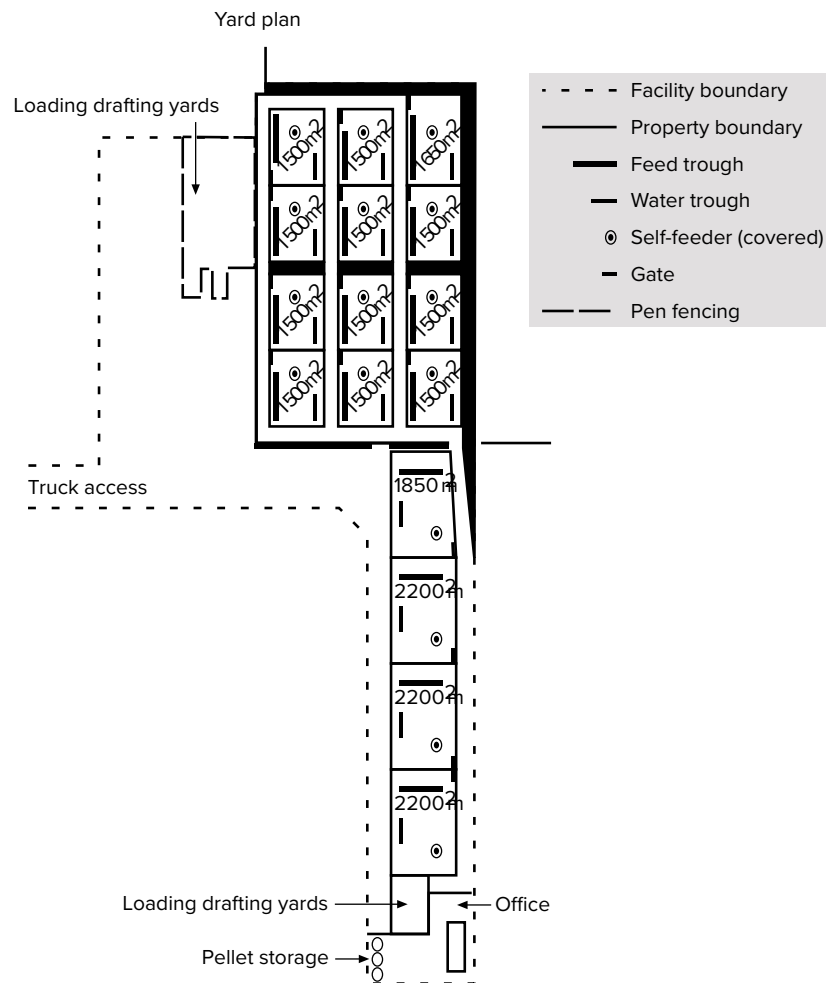 Yard plan
Loading drafting yards
Facility boundary
Property boundary
Feed trough
Water trough
Self-feeder (covered)
Gate
Pen fencing
1500m2 1500m2 1650m2
1500m2 1500m2 1500m2
1500m2 1500m2 1500m2
1500m2 1500m2 1500m2
Truck access
1850 m2
2200m2
2200m2
2200m2
Loading drafting yards
Office
Pellet storage